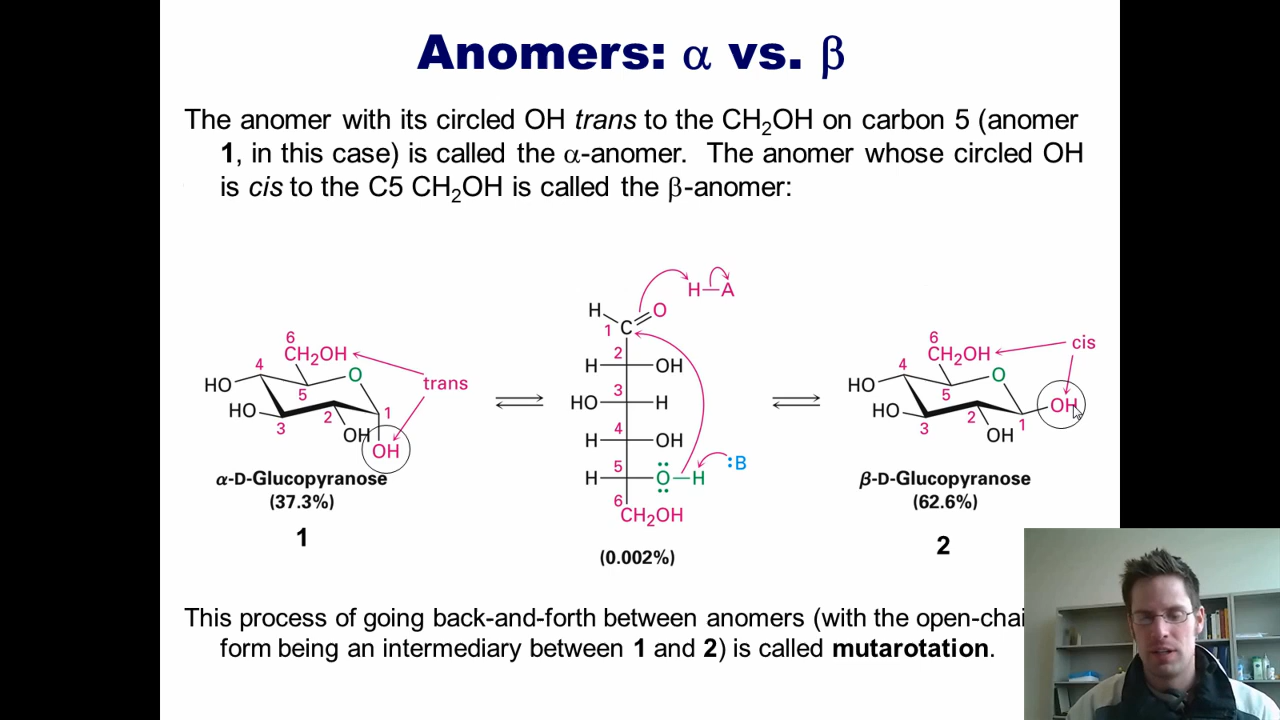 Anomers: α vs. β
The anomer with its circled OH trans to the CH₂OH on carbon 5 (anomer
1, in this case) is called the α-anomer. The anomer whose circled OH
is cis to the C5 CH₂OH is called the β-anomer:
6
CH₂OH
4
O
HO
5
trans
HO
2
1
3
OH
OH
α-D-Glucopyranose
(37.3%)
1
H—A
H
O
1 C
2
H OH
3
HO H
4
H OH
5
H O—H :B
6
CH₂OH
(0.002%)
6
CH₂OH
cis
4
O
HO
5
OH
HO
2
1
3
OH
β-D-Glucopyranose
(62.6%)
2
This process of going back-and-forth between anomers (with the open-chai
form being an intermediary between 1 and 2) is called mutarotation.